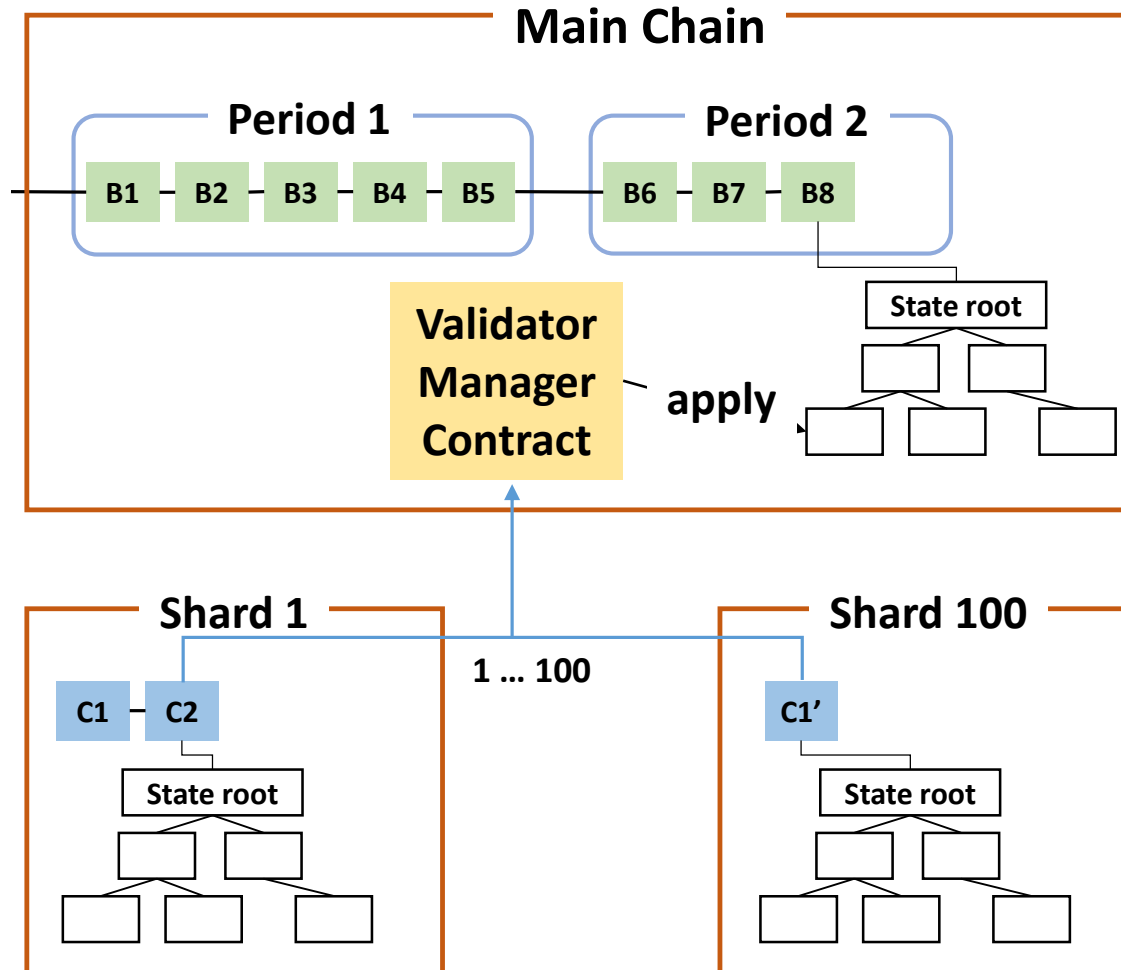 Main Chain
Period 1
Period 2
B1
B2
B3
B4
B5
B6
B7
B8
State root
Validator
Manager
Contract
apply
Shard 1
Shard 100
1 ... 100
C1
C2
C1’
State root
State root